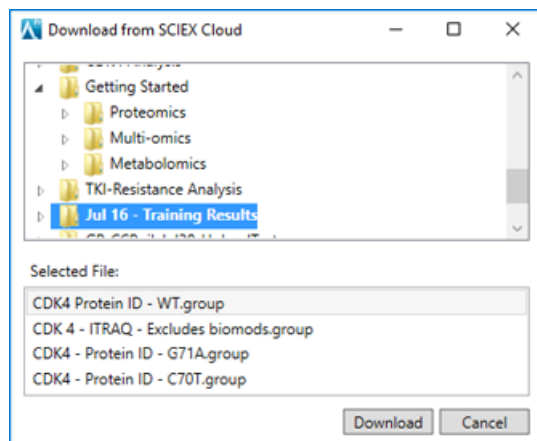 Download from SCIEX Cloud
Getting Started
Proteomics
Multi-omics
Metabolomics
TKI-Resistance Analysis
Jul 16 - Training Results
Selected File:
CDK4 Protein ID - WT.group
CDK 4 - ITRAQ - Excludes biomods.group
CDK4 - Protein ID - G71A.group
CDK4 - Protein ID - C70T.group
Download Cancel